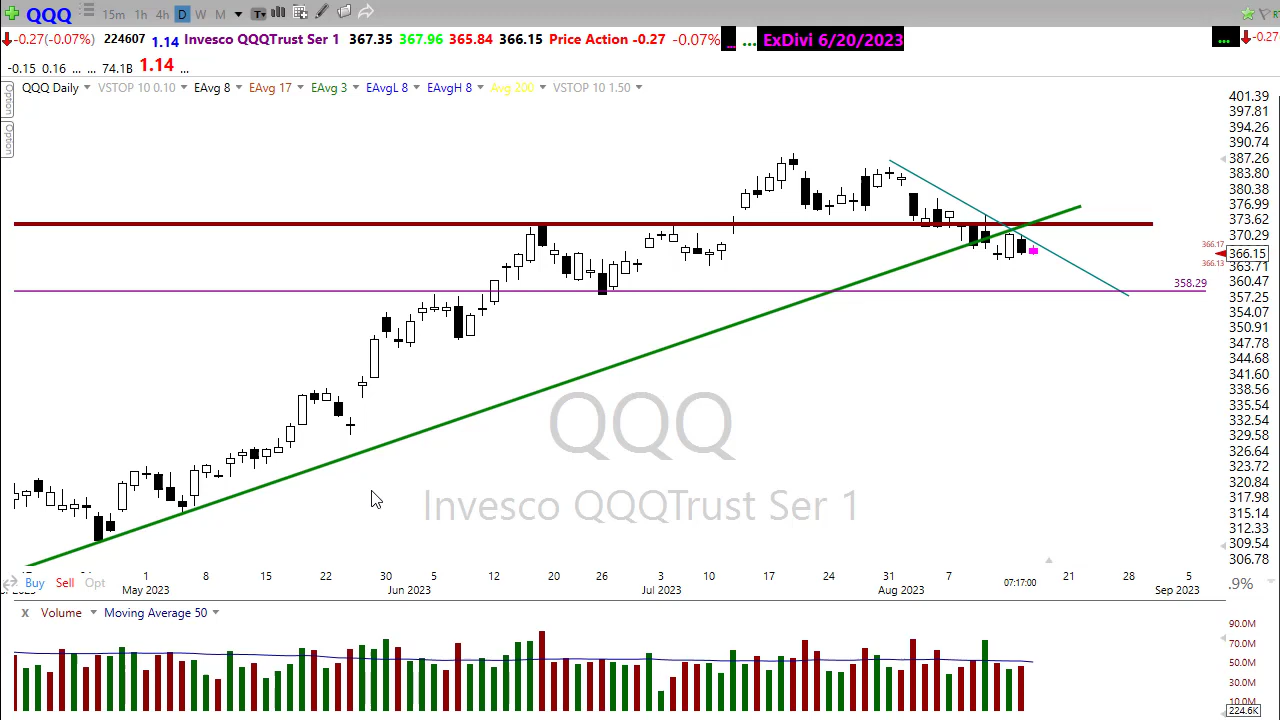 QQQ 15m 1h 4h D W M T
-0.27(-0.07%) 224607 1.14 Invesco QQQTrust Ser 1 367.35 367.96 365.84 366.15 Price Action -0.27 -0.07% ... ... ExDivi 6/20/2023 ... -0.27
-0.15 0.16 ... ... 74.1B 1.14 ...
QQQ Daily VSTOP 10 0.10 EAvg 8 EAvg 17 EAvg 3 EAvgL 8 EAvgH 8 Avg 200 VSTOP 10 1.50
Option
Option
401.39
397.81
394.26
390.74
387.26
383.80
380.38
376.99
373.62
370.29
366.17
366.15
366.13
363.71
360.47
358.29
357.25
354.07
350.91
347.78
344.68
341.60
338.56
335.54
332.54
329.58
326.64
323.72
320.84
317.98
315.14
312.33
309.54
306.78
QQQ
Invesco QQQTrust Ser 1
1 8 15 22 30 5 12 20 26 3 10 17 24 31 7 21 28 5
Buy Sell Opt May 2023 Jun 2023 Jul 2023 Aug 2023 07:17:00 Sep 2023 .9%
X Volume Moving Average 50
90.0M
70.0M
50.0M
30.0M
10.0M
224.6K